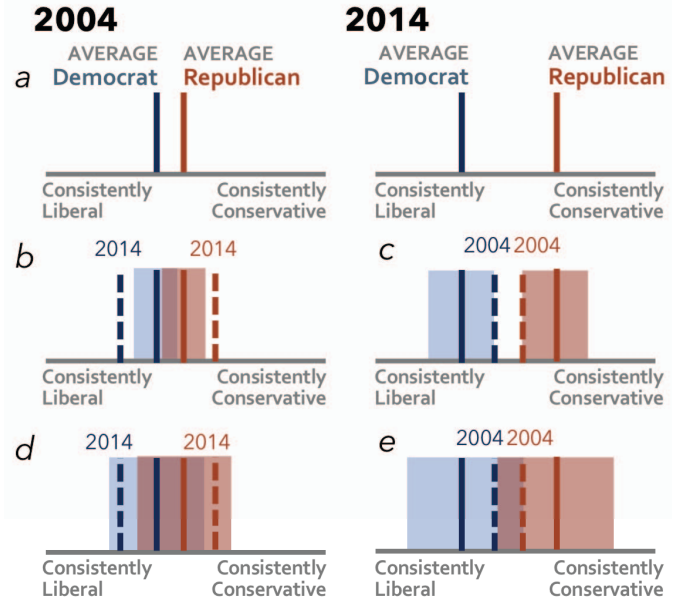 2004
2014
a
AVERAGE AVERAGE
Democrat Republican
Consistently Consistently
Liberal Conservative
AVERAGE AVERAGE
Democrat Republican
Consistently Consistently
Liberal Conservative
b
2014 2014
Consistently Consistently
Liberal Conservative
c
2004 2004
Consistently Consistently
Liberal Conservative
d
2014 2014
Consistently Consistently
Liberal Conservative
e
2004 2004
Consistently Consistently
Liberal Conservative